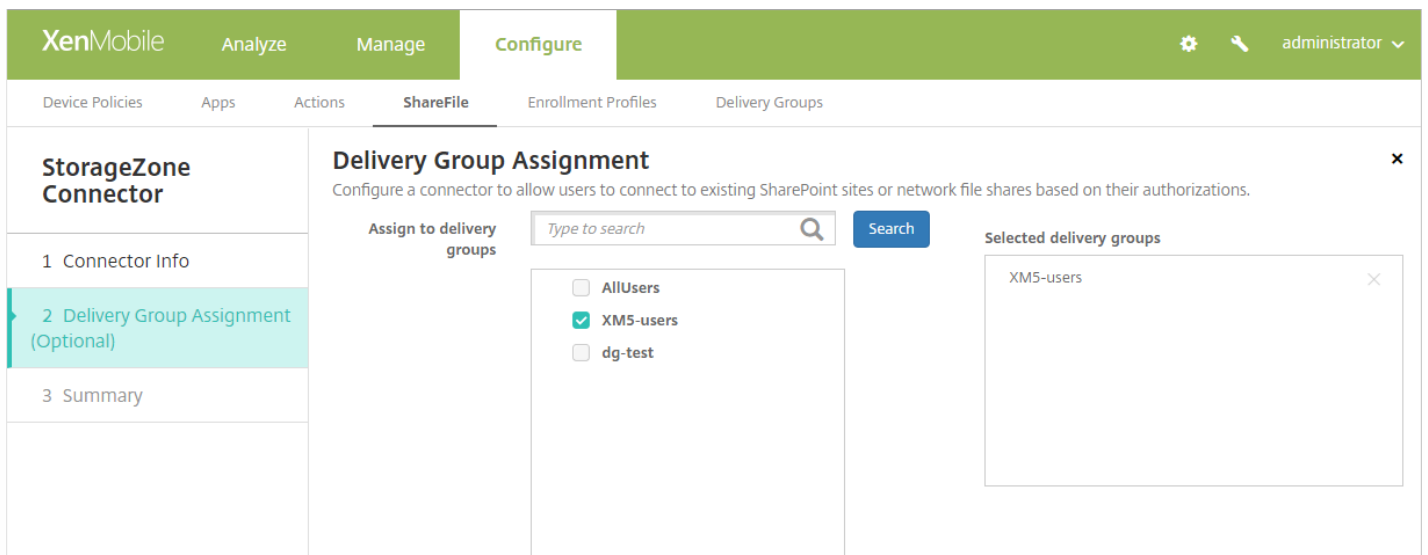 XenMobile Analyze Manage Configure administrator
Device Policies Apps Actions ShareFile Enrollment Profiles Delivery Groups
StorageZone
Connector
1 Connector Info
2 Delivery Group Assignment
(Optional)
3 Summary
Delivery Group Assignment
Configure a connector to allow users to connect to existing SharePoint sites or network file shares based on their authorizations.
Assign to delivery
groups
Type to search
Search
AllUsers
XM5-users
dg-test
Selected delivery groups
XM5-users